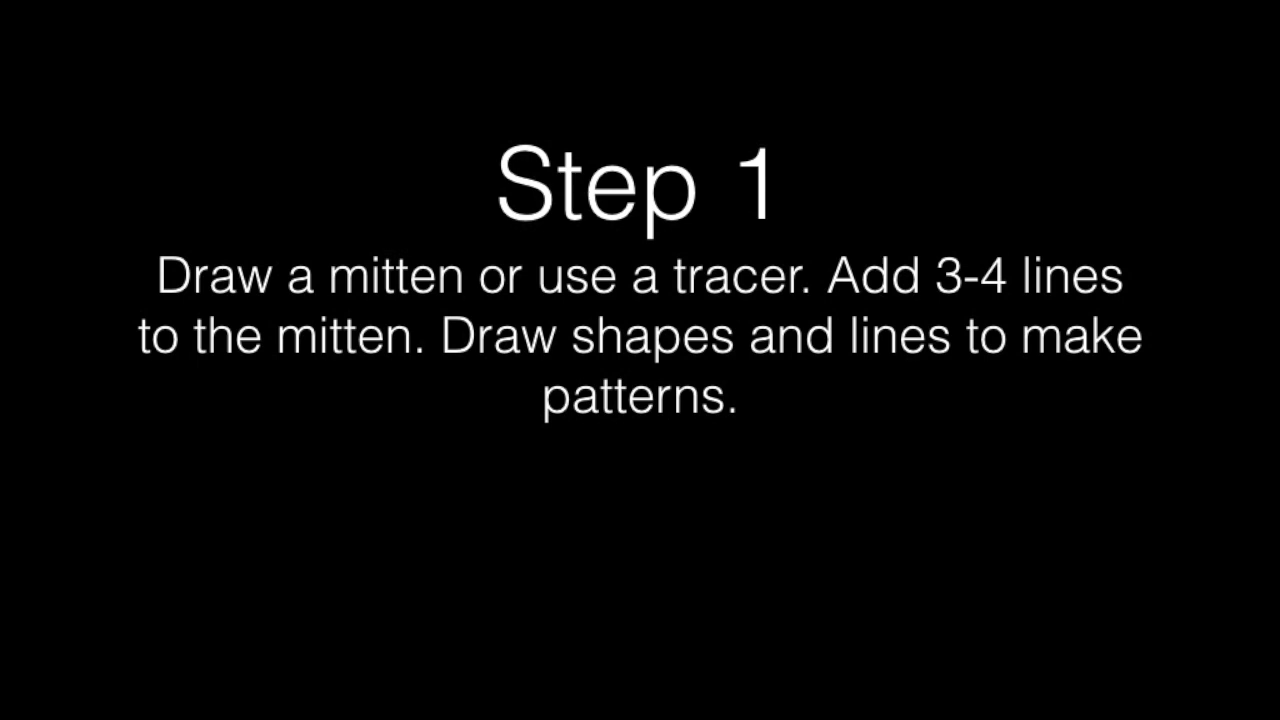 Step 1
Draw a mitten or use a tracer. Add 3-4 lines
to the mitten. Draw shapes and lines to make
patterns.